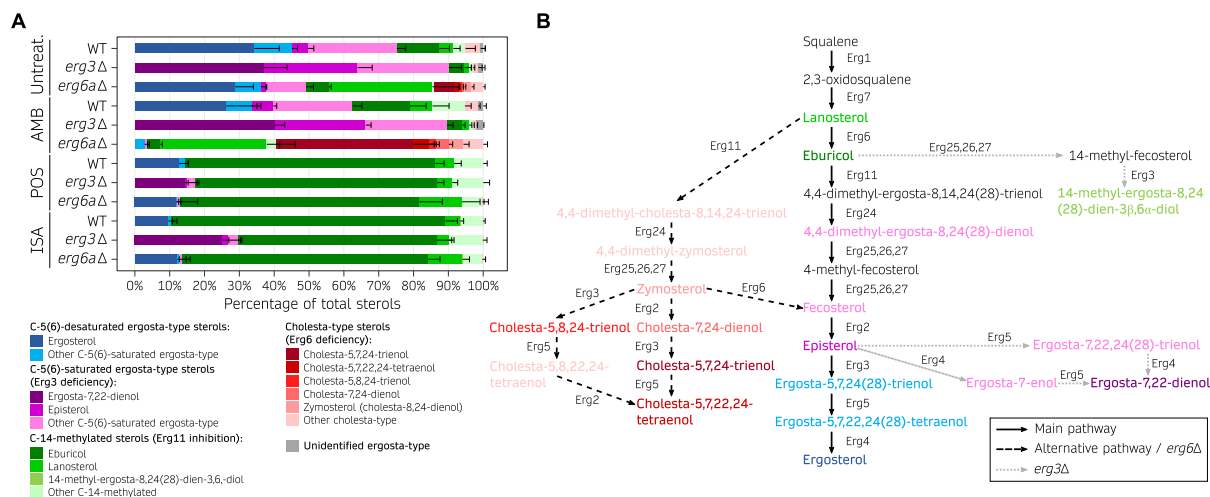 A
Untreat.
AMB
POS
ISA
WT
erg3Δ
erg6aΔ
WT
erg3Δ
erg6aΔ
WT
erg3Δ
erg6aΔ
WT
erg3Δ
erg6aΔ
0% 10% 20% 30% 40% 50% 60% 70% 80% 90% 100%
Percentage of total sterols
C-5(6)-desaturated ergosta-type sterols:
Ergosterol
Other C-5(6)-saturated ergosta-type
C-5(6)-saturated ergosta-type sterols
(Erg3 deficiency):
Ergosta-7,22-dienol
Episterol
Other C-5(6)-saturated ergosta-type
C-14-methylated sterols (Erg11 inhibition):
Eburicol
Lanosterol
14-methyl-ergosta-8,24(28)-dien-3,6,-diol
Other C-14-methylated
Cholesta-type sterols
(Erg6 deficiency):
Cholesta-5,7,24-trienol
Cholesta-5,7,22,24-tetraenol
Cholesta-5,8,24-trienol
Cholesta-7,24-dienol
Zymosterol (cholesta-8,24-dienol)
Other cholesta-type
Unidentified ergosta-type
B
Squalene
Erg1
2,3-oxidosqualene
Erg7
Lanosterol
Erg6
Eburicol
Erg25,26,27
14-methyl-fecosterol
Erg3
14-methyl-ergosta-8,24
(28)-dien-3β,6α-diol
Erg11
Erg11
4,4-dimethyl-ergosta-8,14,24(28)-trienol
Erg24
4,4-dimethyl-ergosta-8,24(28)-dienol
Erg25,26,27
4-methyl-fecosterol
Erg25,26,27
Fecosterol
Erg2
Episterol
Erg3
Ergosta-5,7,24(28)-trienol
Erg5
Ergosta-5,7,22,24(28)-tetraenol
Erg4
Ergosterol
4,4-dimethyl-cholesta-8,14,24-trienol
Erg24
4,4-dimethyl-zymosterol
Erg25,26,27
Zymosterol
Erg3
Erg2
Erg6
Cholesta-5,8,24-trienol
Cholesta-7,24-dienol
Erg5
Erg3
Cholesta-5,8,22,24-
tetraenol
Cholesta-5,7,24-trienol
Erg2
Erg5
Cholesta-5,7,22,24-
tetraenol
Erg5
Ergosta-7,22,24(28)-trienol
Erg4
Erg4
Ergosta-7-enol
Erg5
Ergosta-7,22-dienol
Main pathway
Alternative pathway / erg6Δ
erg3Δ